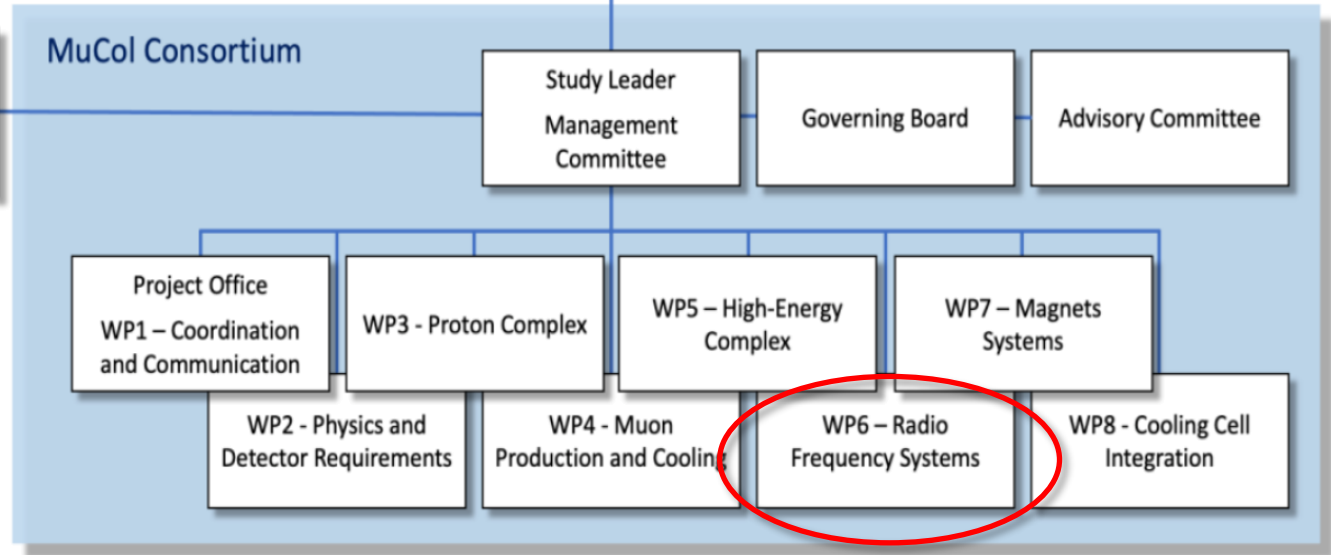 MuCol Consortium
Study Leader
Management
Committee
Governing Board
Advisory Committee
Project Office
WP1 – Coordination
and Communication
WP3 - Proton Complex
WP5 – High-Energy
Complex
WP7 – Magnets
Systems
WP2 - Physics and
Detector Requirements
WP4 - Muon
Production and Cooling
WP6 – Radio
Frequency Systems
WP8 - Cooling Cell
Integration